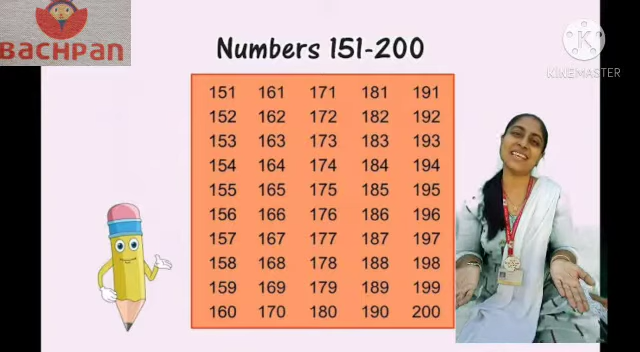 BACHPAN
KINEMASTER
Numbers 151-200
151 161 171 181 191
152 162 172 182 192
153 163 173 183 193
154 164 174 184 194
155 165 175 185 195
156 166 176 186 196
157 167 177 187 197
158 168 178 188 198
159 169 179 189 199
160 170 180 190 200